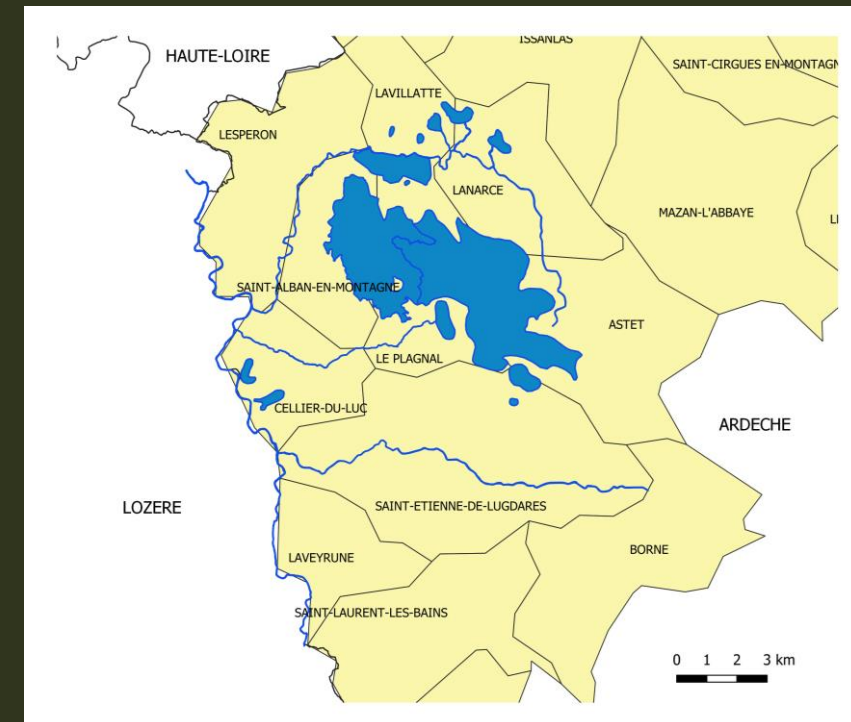 ISSANLAS
HAUTE-LOIRE
SAINT-CIRGUES EN-MONTAGN
LAVILLATTE
LESPERON
LANARCE
MAZAN-L'ABBAYE
SAINT-ALBAN-EN-MONTAGNE
ASTET
LE PLAGNAL
CELLIER-DU-LUC
ARDECHE
LOZERE
SAINT-ETIENNE-DE-LUGDARES
BORNE
LAVEYRUNE
SAINT-LAURENT-LES-BAINS
0 1 2 3 km